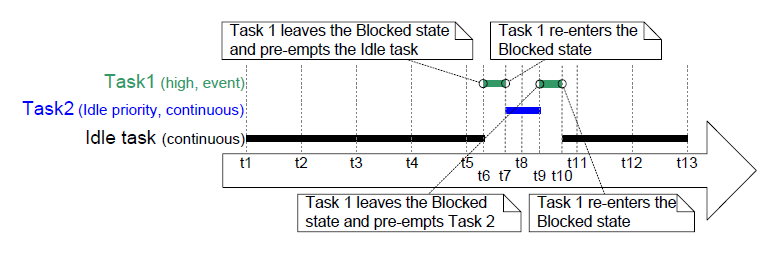 Task 1 leaves the Blocked state
and pre-empts the Idle task
Task 1 re-enters the
Blocked state
Task1 (high, event)
Task2 (Idle priority, continuous)
Idle task (continuous)
t1 t2 t3 t4 t5 t8 t11 t12 t13
t6 t7 t9 t10
Task 1 leaves the Blocked
state and pre-empts Task 2
Task 1 re-enters the
Blocked state